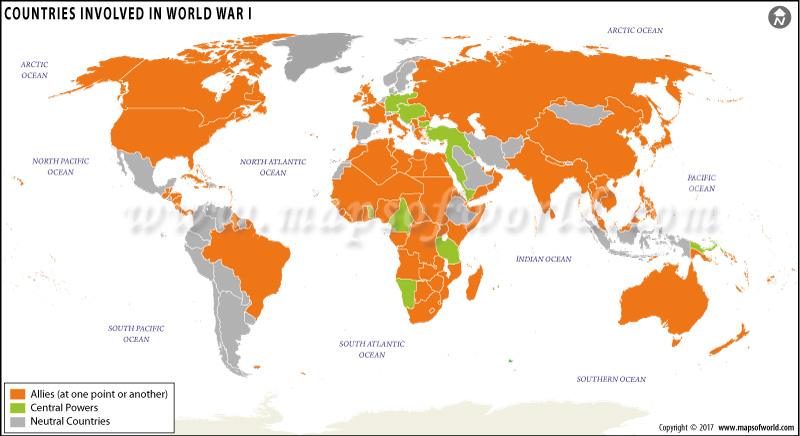 COUNTRIES INVOLVED IN WORLD WAR I
N
ARCTIC OCEAN
ARCTIC
OCEAN
NORTH PACIFIC
OCEAN
NORTH ATLANTIC
OCEAN
PACIFIC
OCEAN
www.mapsofworld.com
INDIAN OCEAN
SOUTH PACIFIC
OCEAN
SOUTH ATLANTIC
OCEAN
SOUTHERN OCEAN
Allies (at one point or another)
Central Powers
Neutral Countries
Copyright © 2017 www.mapsofworld.com